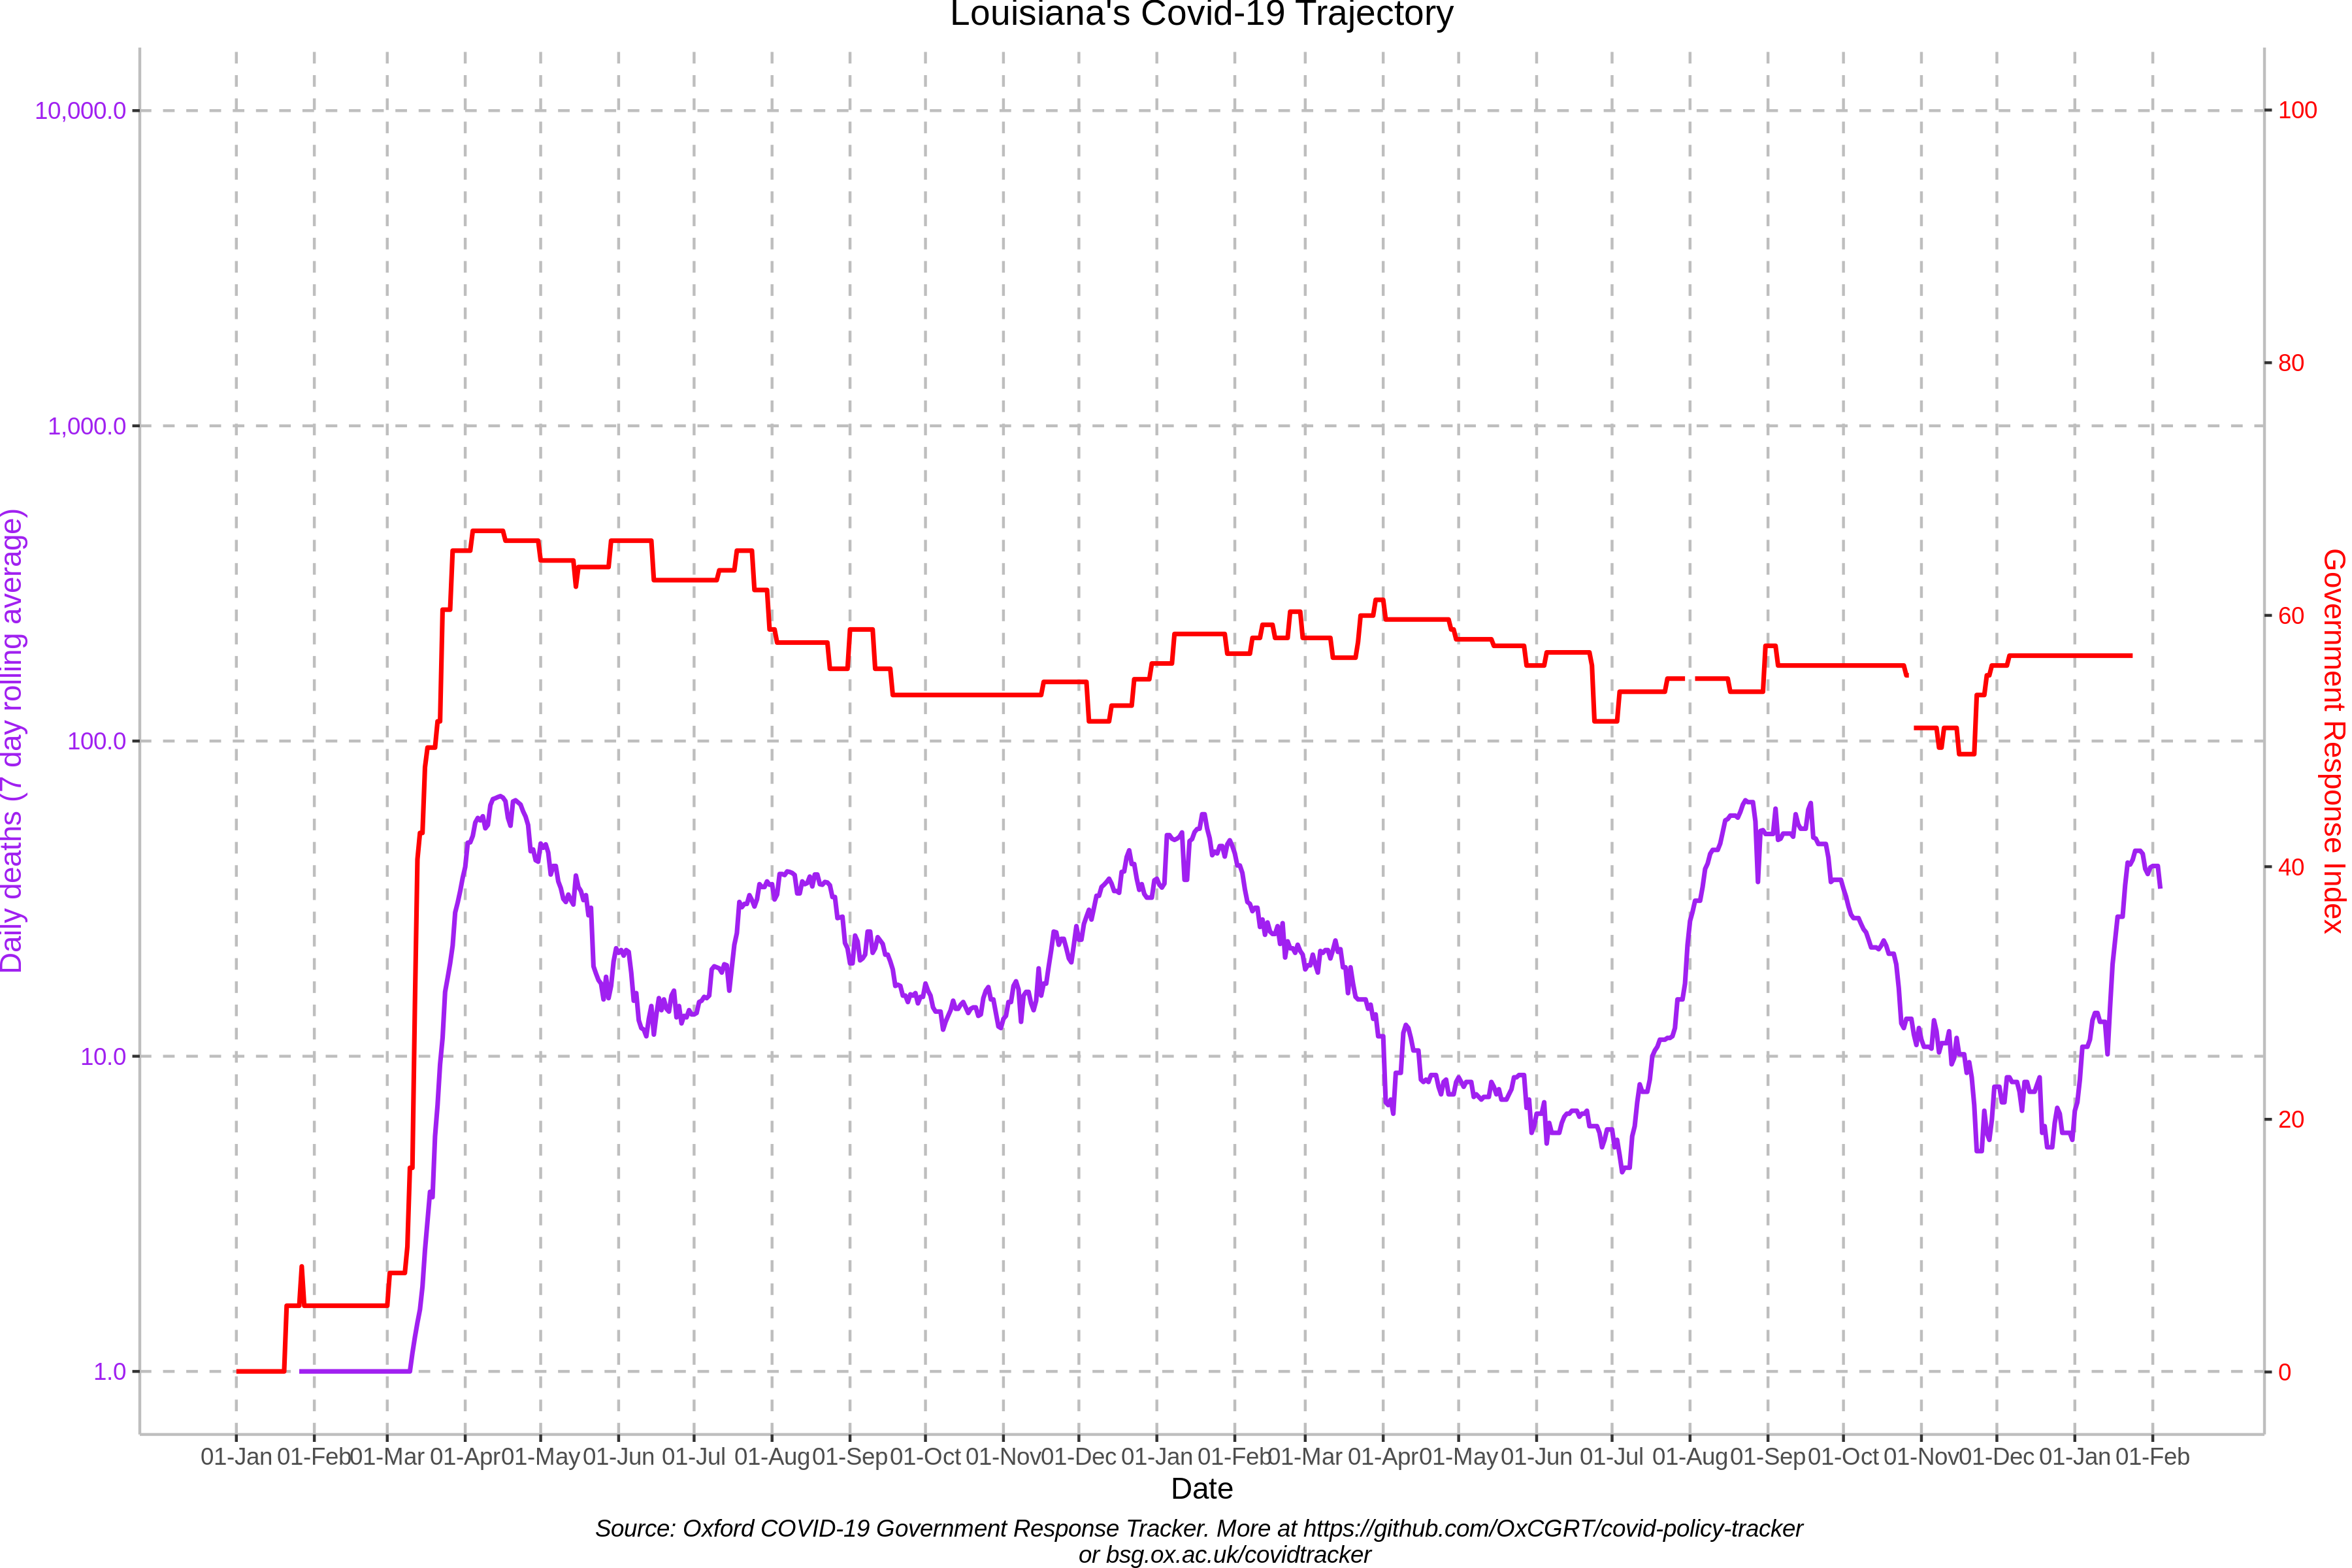 Louisiana's Covid-19 Trajectory
10,000.0
1,000.0
100.0
10.0
1.0
Daily deaths (7 day rolling average)
100
80
60
40
20
0
Government Response Index
01-Jan 01-Feb 01-Mar 01-Apr 01-May 01-Jun 01-Jul 01-Aug 01-Sep 01-Oct 01-Nov 01-Dec 01-Jan 01-Feb 01-Mar 01-Apr 01-May 01-Jun 01-Jul 01-Aug 01-Sep 01-Oct 01-Nov 01-Dec 01-Jan 01-Feb
Date
Source: Oxford COVID-19 Government Response Tracker. More at https://github.com/OxCGRT/covid-policy-tracker
or bsg.ox.ac.uk/covidtracker